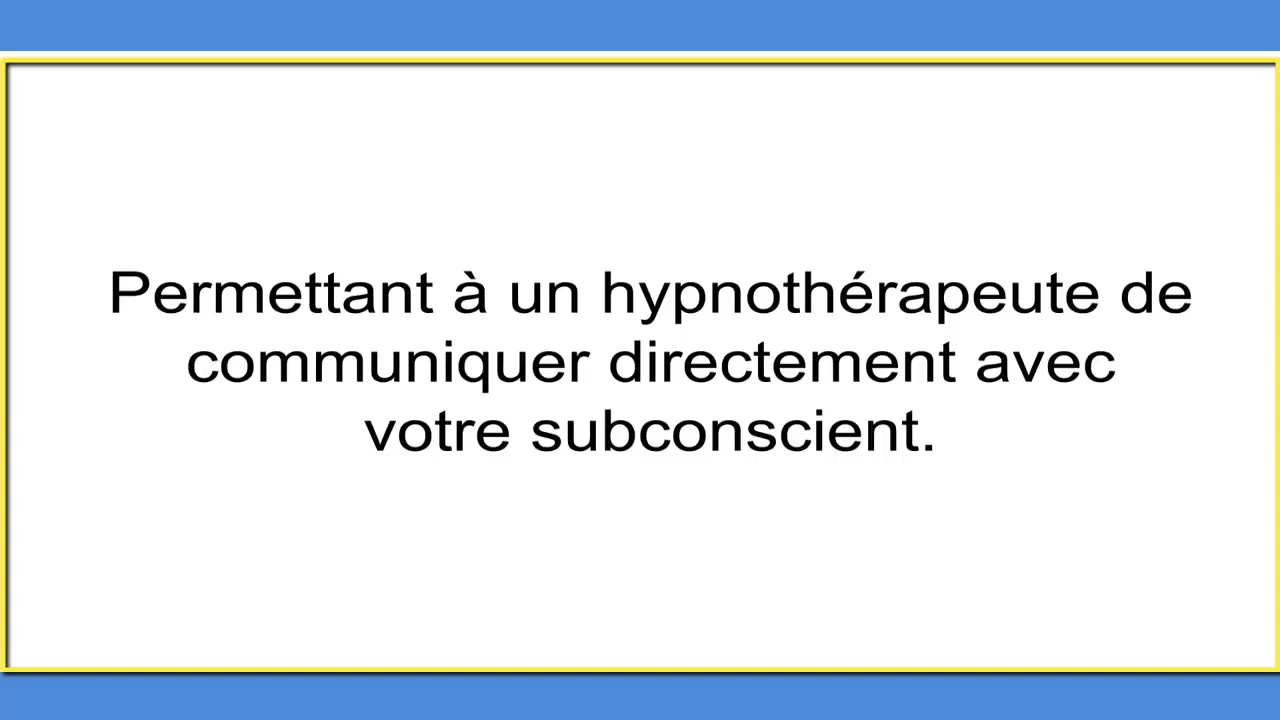 Permettant à un hypnothérapeute de
communiquer directement avec
votre subconscient.